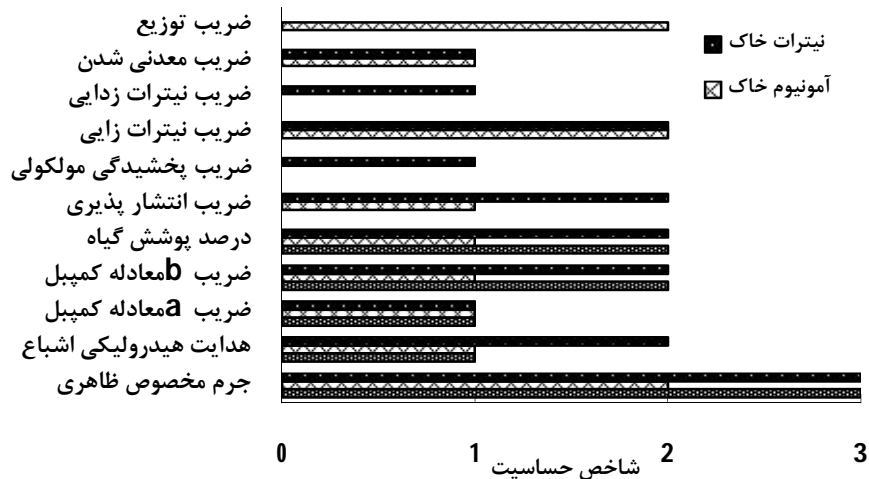 ضریب توزیع
ضریب معدنی شدن
ضریب نیترات زدایی
ضریب نیترات زایی
ضریب پخشیدگی مولکولی
ضریب انتشار پذیری
درصد پوشش گیاه
ضریب bمعادله کمپبل
ضریب aمعادله کمپبل
هدایت هیدرولیکی اشباع
جرم مخصوص ظاهری
نیترات خاک
آمونیوم خاک
0 1 2 3
شاخص حساسیت